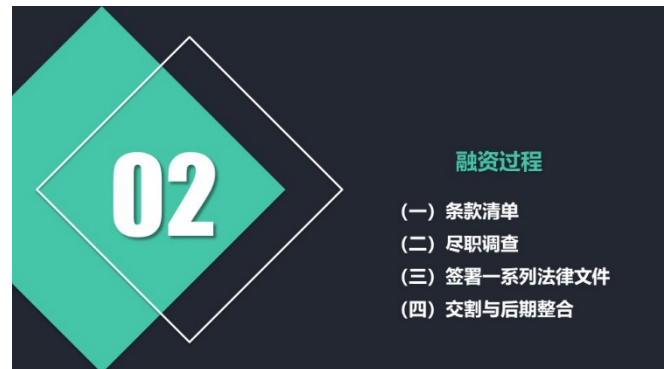 02
融资过程
(一) 条款清单
(二) 尽职调查
(三) 签署一系列法律文件
(四) 交割与后期整合